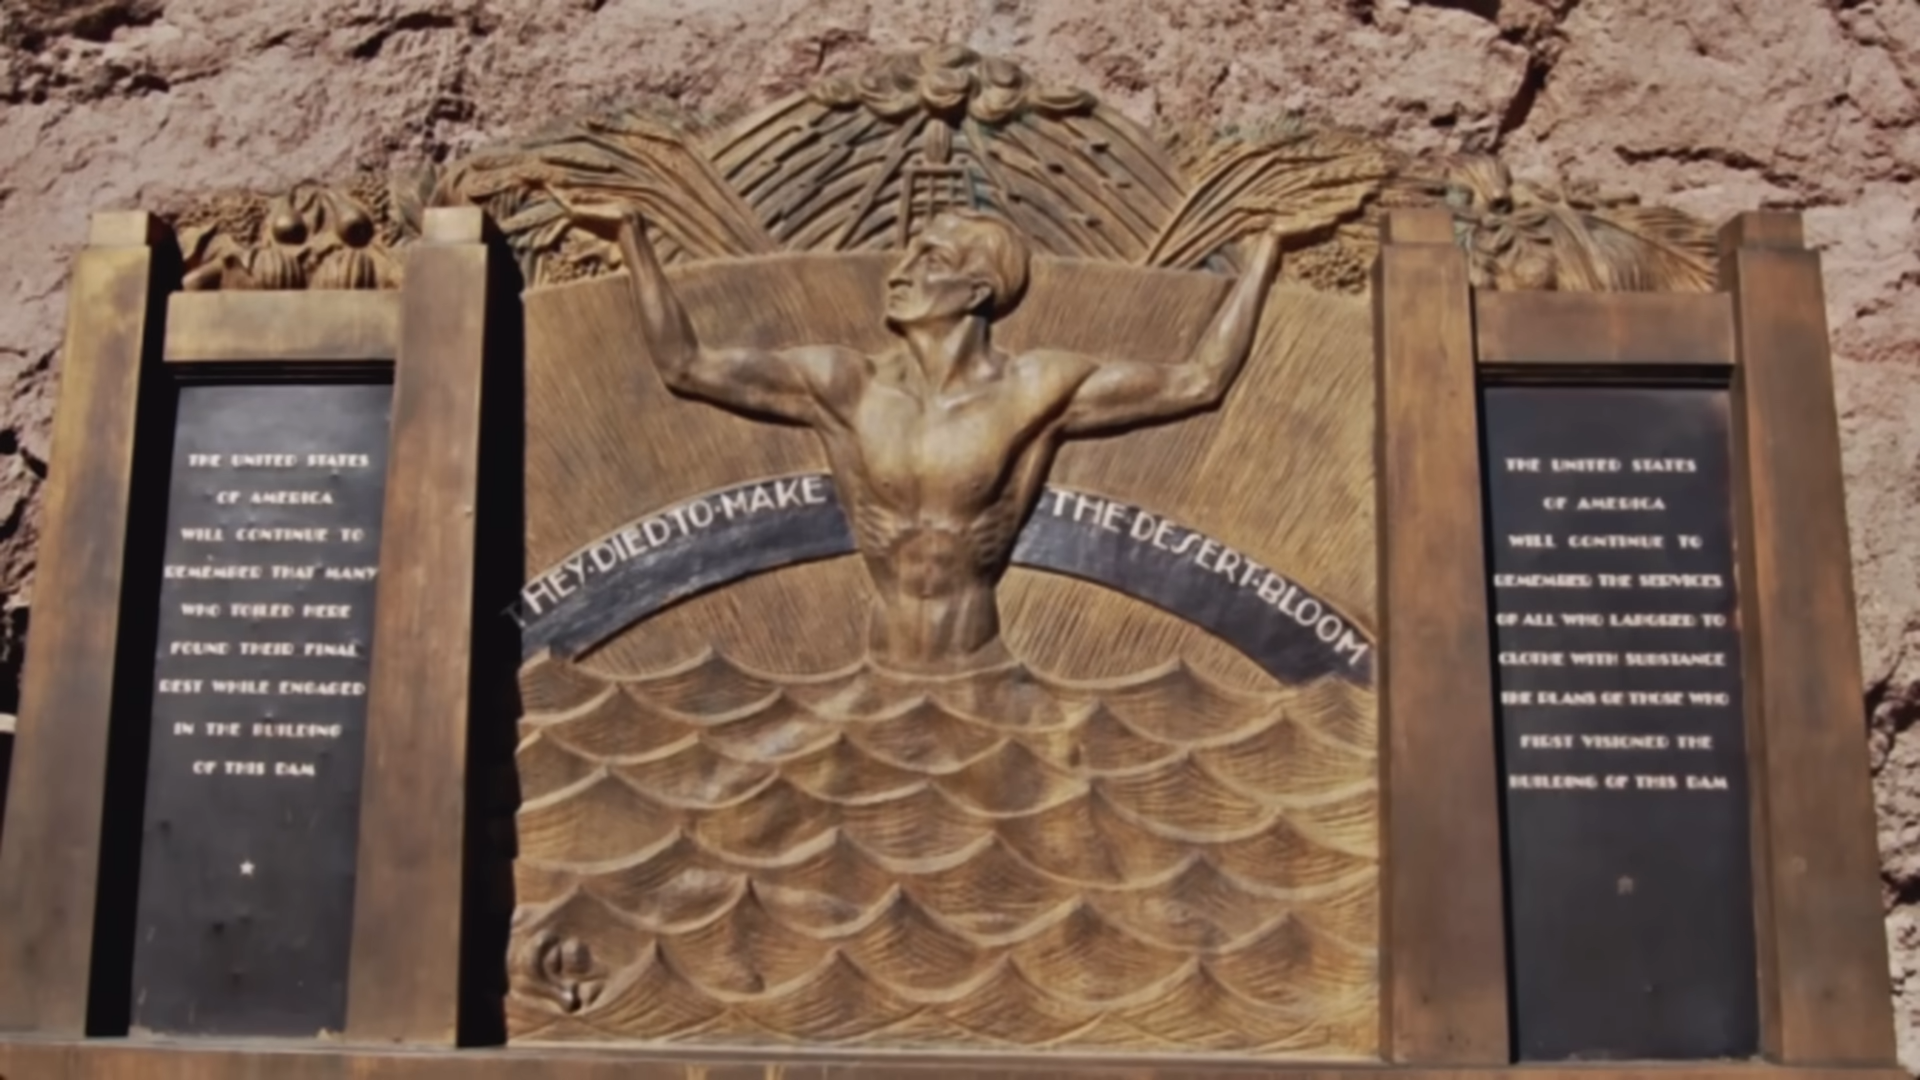 THE UNITED STATES
OF AMERICA
WILL CONTINUE TO
REMEMBER THAT MANY
WHO TOILED HERE
FOUND THEIR FINAL
REST WHILE ENGAGED
IN THE BUILDING
OF THIS DAM
THEY·DIED TO·MAKE THE·DESERT·BLOOM
THE UNITED STATES
OF AMERICA
WILL CONTINUE TO
REMEMBER THE SERVICES
OF ALL WHO LABORED TO
CLOTHE WITH SUBSTANCE
THE PLANS OF THOSE WHO
FIRST VISIONED THE
BUILDING OF THIS DAM